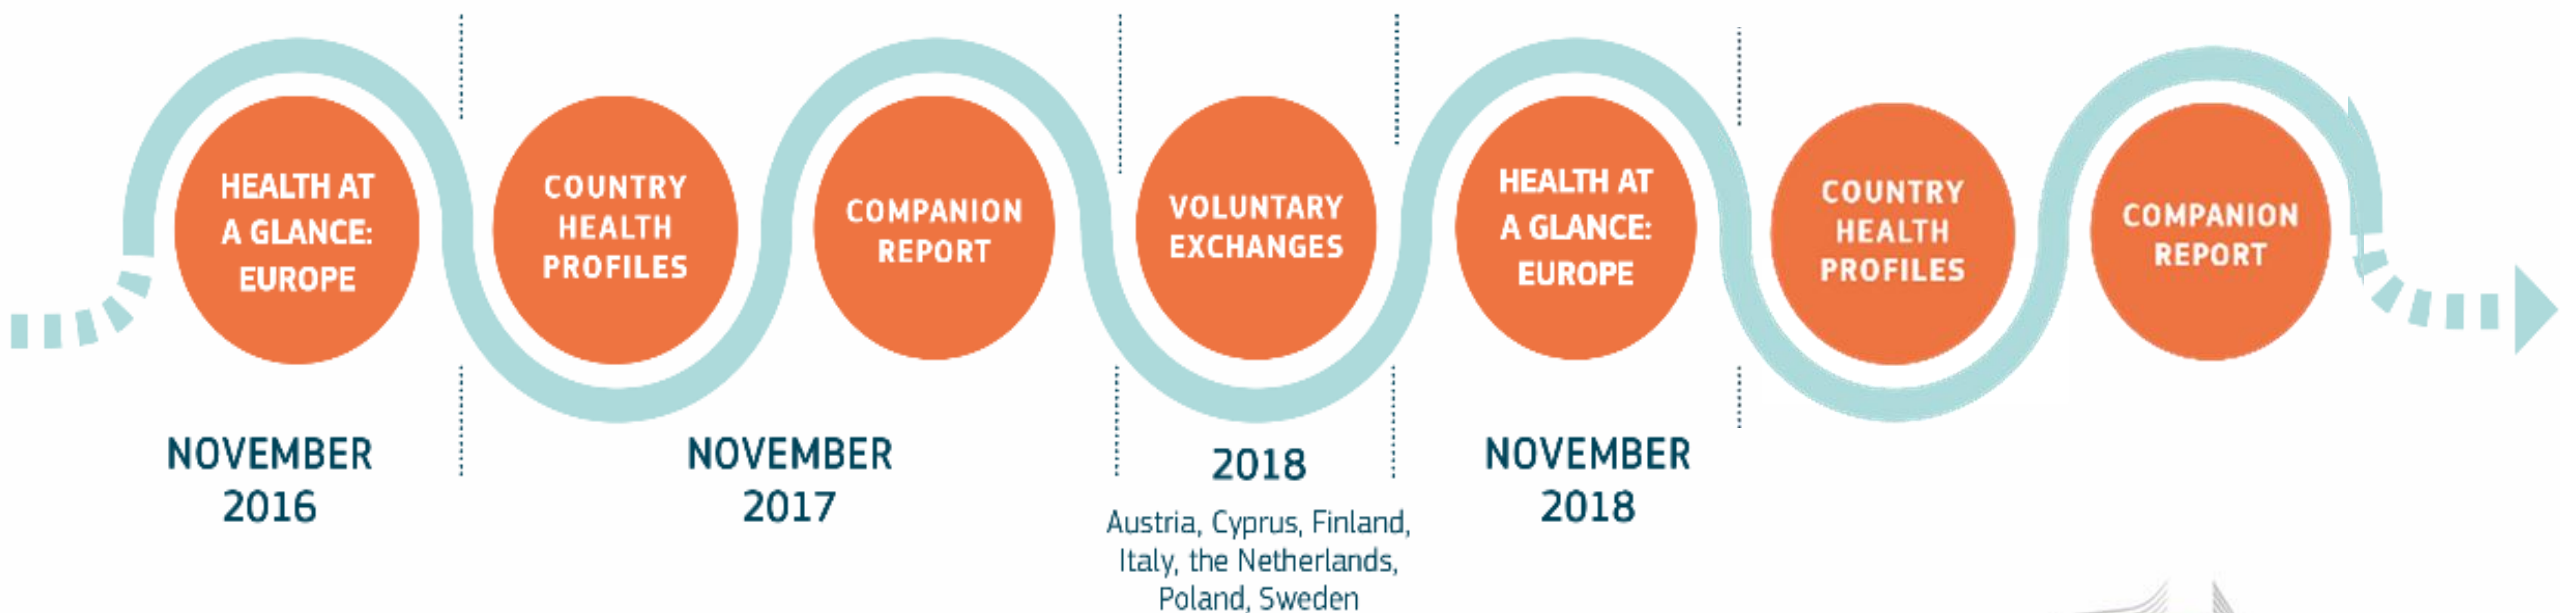 HEALTH AT
A GLANCE:
EUROPE
COUNTRY
HEALTH
PROFILES
COMPANION
REPORT
VOLUNTARY
EXCHANGES
HEALTH AT
A GLANCE:
EUROPE
COUNTRY
HEALTH
PROFILES
COMPANION
REPORT
NOVEMBER
2016
NOVEMBER
2017
2018
Austria, Cyprus, Finland,
Italy, the Netherlands,
Poland, Sweden
NOVEMBER
2018